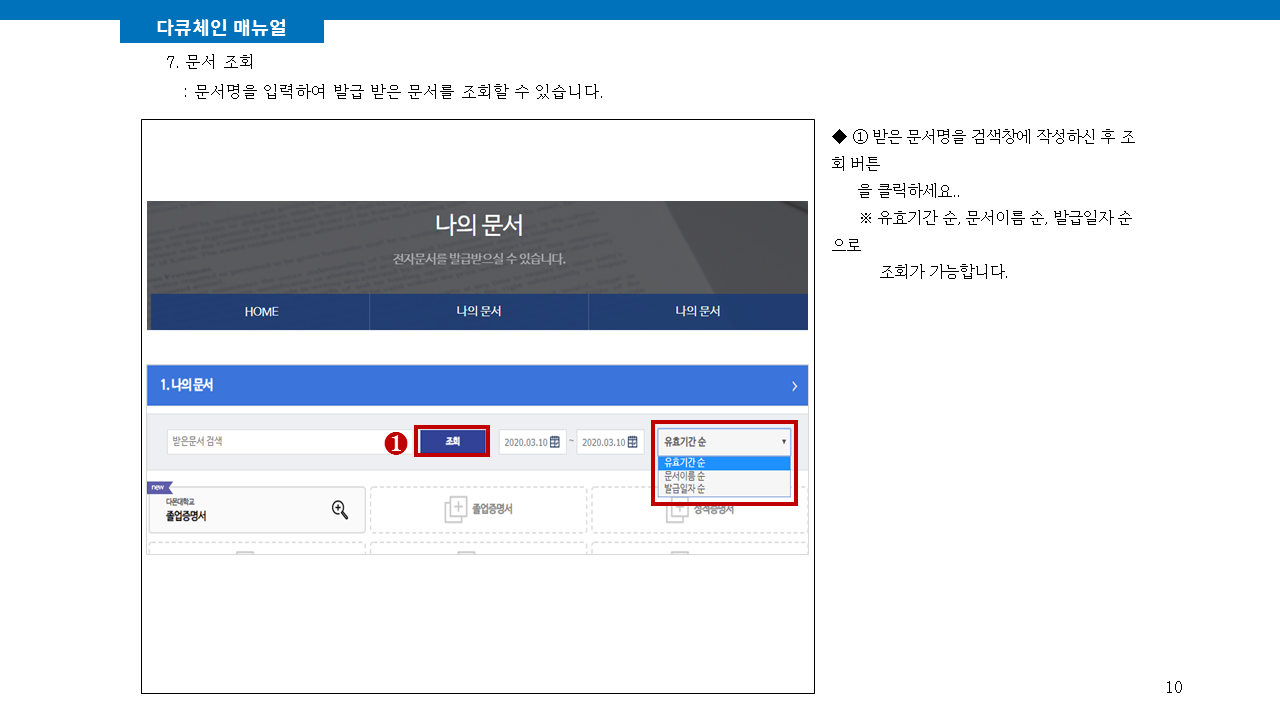 다큐체인 매뉴얼
7. 문서 조회
: 문서명을 입력하여 발급 받은 문서를 조회할 수 있습니다.
◆ ① 받은 문서명을 검색창에 작성하신 후 조
회 버튼
을 클릭하세요..
※ 유효기간 순, 문서이름 순, 발급일자 순
으로
조회가 가능합니다.
나의 문서
전자문서를 발급받으실 수 있습니다.
HOME 나의 문서 나의 문서
1. 나의 문서 >
받은문서 검색 1 조회 2020.03.10 ~ 2020.03.10 유효기간 순 ▼
유효기간 순
문서이름 순
발급일자 순
new
다온대학교
졸업증명서 졸업증명서 성적증명서
10